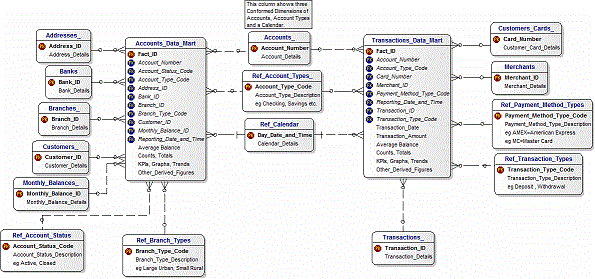 This column shows three
Conformed Dimensions of
Accounts, Account Types
and a Calendar.
Addresses_
Address_ID
Address_Details
Banks
Bank_ID
Bank_Details
Branches_
Branch_ID
Branch_Details
Customers_
Customer_ID
Customer_Details
Monthly_Balances_
Monthly_Balance_ID
Monthly_Balance_Details
Ref_Account_Status
Account_Status_Code
Account_Status_Description
eg Active, Closed
Accounts_Data_Mart
Fact_ID
Account_Number
Account_Status_Code
Account_Type_Code
Address_ID
Bank_ID
Branch_ID
Branch_Type_Code
Customer_ID
Monthly_Balance_ID
Reporting_Date_and_Time
Average Balance
Counts, Totals
KPIs, Graphs, Trends
Other_Derived_Figures
Ref_Branch_Types
Branch_Type_Code
Branch_Type_Description
eg Large Urban, Small Rural
Accounts_
Account_Number
Account_Details
Ref_Account_Types_
Account_Type_Code
Account_Type_Description
eg Checking, Savings etc.
Ref_Calendar
Day_Date_and_Time
Calendar_Details
Transactions_Data_Mart
Fact_ID
Account_Number
Account_Type_Code
Card_Number
Merchant_ID
Payment_Method_Type_Code
Reporting_Date_and_Time
Transaction_ID
Transaction_Type_Code
Transaction_Date
Transaction_Amount
Average Balance
Counts, Totals
KPIs, Graphs, Trends
Other_Derived_Figures
Transactions_
Transaction_ID
Transaction_Details
Customers_Cards_
Card_Number
Customer_Card_Details
Merchants
Merchant_ID
Merchant_Details
Ref_Payment_Method_Types
Payment_Method_Type_Code
Payment_Method_Type_Description
eg AMEX=American Express
eg MC=Master Card
Ref_Transaction_Types
Transaction_Type_Code
Transaction_Type_Description
eg Deposit , Withdrawal